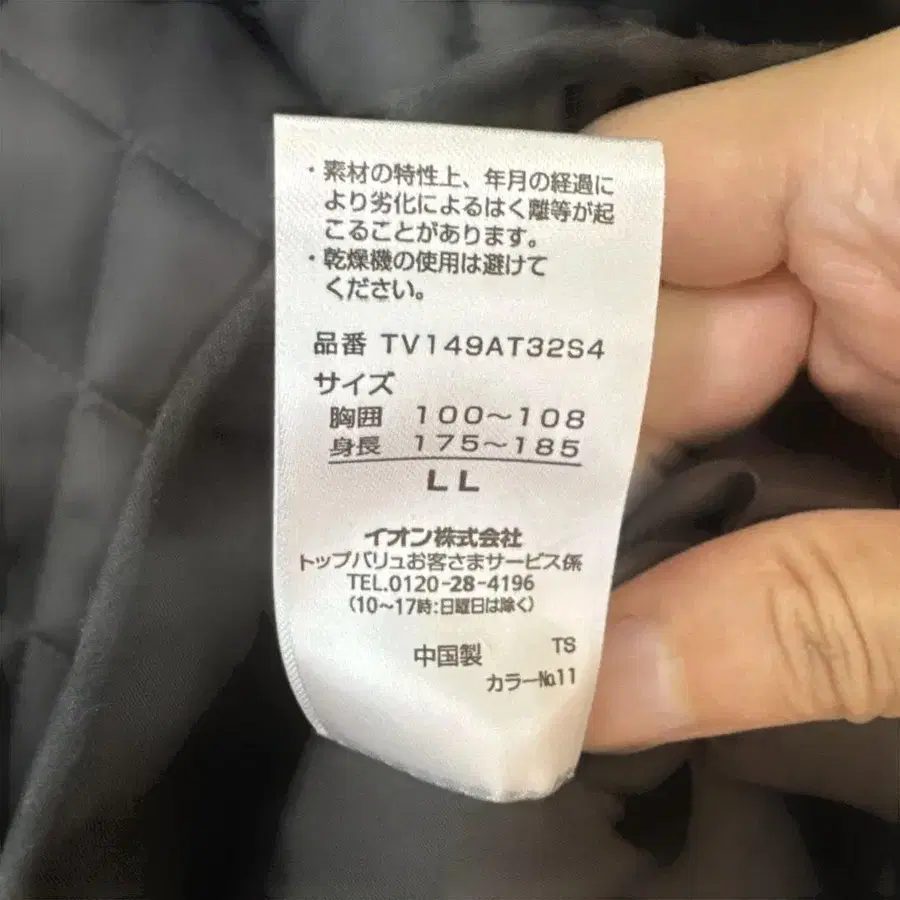 ・素材の特性上、年月の経過に
より劣化によるはく離等が起
こることがあります。
・乾燥機の使用は避けて
ください。
品番 TV149AT32S4
サイズ
胸囲 100～108
身長 175～185
LL
イオン株式会社
トップバリュお客さまサービス係
TEL.0120-28-4196
(10～17時:日曜日は除く)
中国製 TS
カラーNo.11